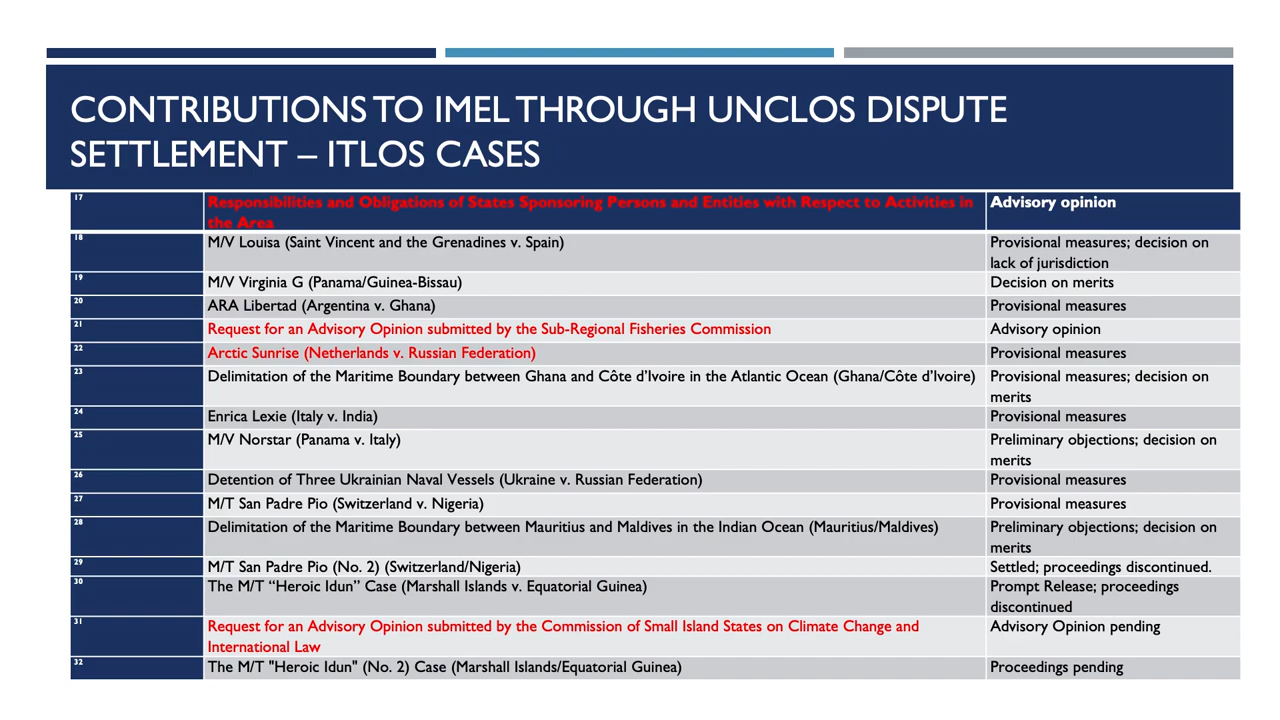 CONTRIBUTIONS TO IMEL THROUGH UNCLOS DISPUTE
SETTLEMENT – ITLOS CASES
17 Responsibilities and Obligations of States Sponsoring Persons and Entities with Respect to Activities in Advisory opinion
the Area
18 M/V Louisa (Saint Vincent and the Grenadines v. Spain) Provisional measures; decision on
lack of jurisdiction
19 M/V Virginia G (Panama/Guinea-Bissau) Decision on merits
20 ARA Libertad (Argentina v. Ghana) Provisional measures
21 Request for an Advisory Opinion submitted by the Sub-Regional Fisheries Commission Advisory opinion
22 Arctic Sunrise (Netherlands v. Russian Federation) Provisional measures
23 Delimitation of the Maritime Boundary between Ghana and Côte d’Ivoire in the Atlantic Ocean (Ghana/Côte d’Ivoire) Provisional measures; decision on
merits
24 Enrica Lexie (Italy v. India) Provisional measures
25 M/V Norstar (Panama v. Italy) Preliminary objections; decision on
merits
26 Detention of Three Ukrainian Naval Vessels (Ukraine v. Russian Federation) Provisional measures
27 M/T San Padre Pio (Switzerland v. Nigeria) Provisional measures
28 Delimitation of the Maritime Boundary between Mauritius and Maldives in the Indian Ocean (Mauritius/Maldives) Preliminary objections; decision on
merits
29 M/T San Padre Pio (No. 2) (Switzerland/Nigeria) Settled; proceedings discontinued.
30 The M/T “Heroic Idun” Case (Marshall Islands v. Equatorial Guinea) Prompt Release; proceedings
discontinued
31 Request for an Advisory Opinion submitted by the Commission of Small Island States on Climate Change and Advisory Opinion pending
International Law
32 The M/T "Heroic Idun" (No. 2) Case (Marshall Islands/Equatorial Guinea) Proceedings pending